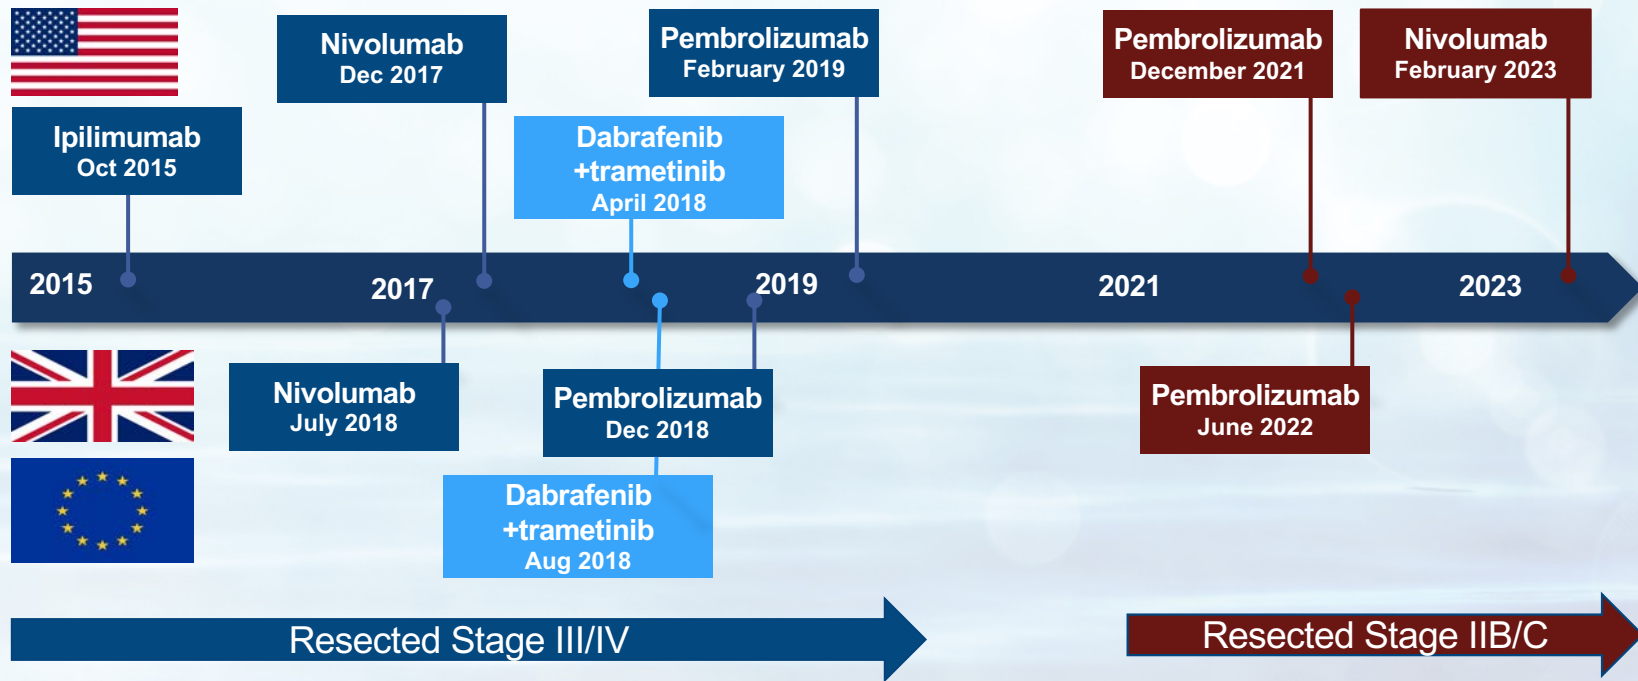 Nivolumab
Dec 2017
Pembrolizumab
February 2019
Pembrolizumab
December 2021
Nivolumab
February 2023
Ipilimumab
Oct 2015
Dabrafenib
+trametinib
April 2018
2015
2017
2019
2021
2023
Nivolumab
July 2018
Pembrolizumab
Dec 2018
Pembrolizumab
June 2022
Dabrafenib
+trametinib
Aug 2018
Resected Stage III/IV
Resected Stage IIB/C